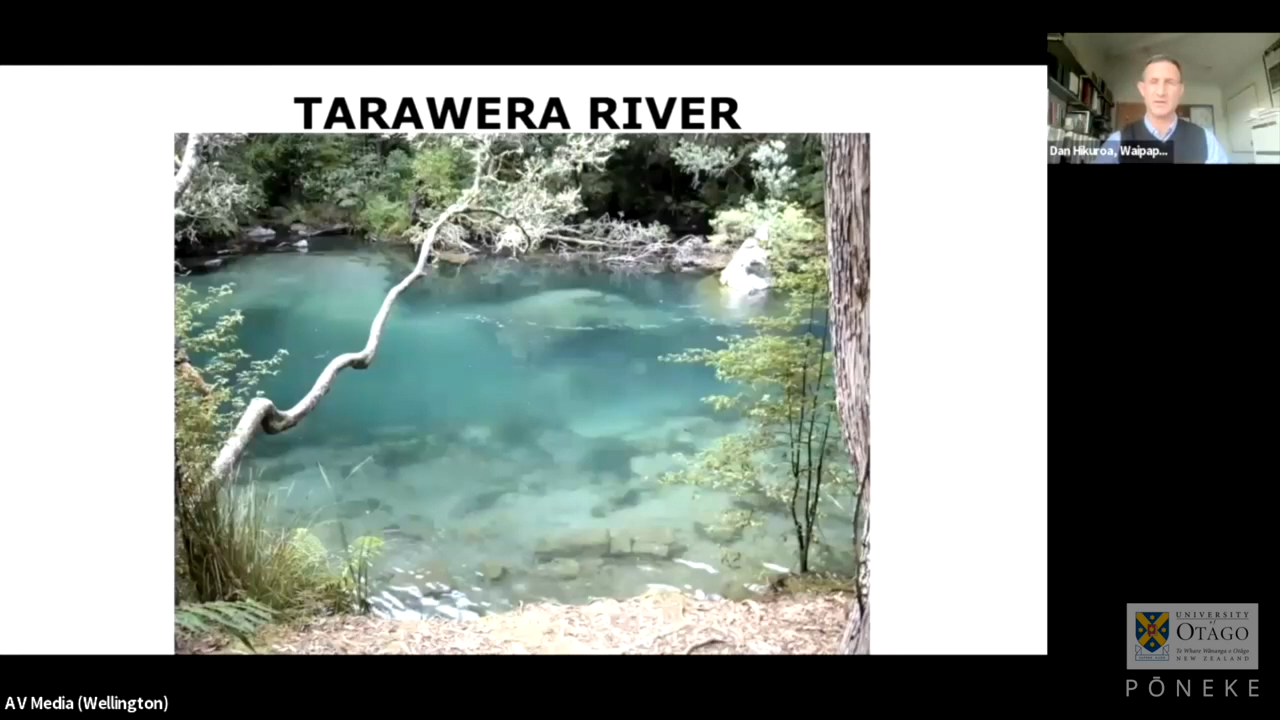 TARAWERA RIVER
Dan Hikuroa, Waipap...
UNIVERSITY
of
OTAGO
Te Whare Wānanga o Otāgo
NEW ZEALAND
PŌNEKE
AV Media (Wellington)